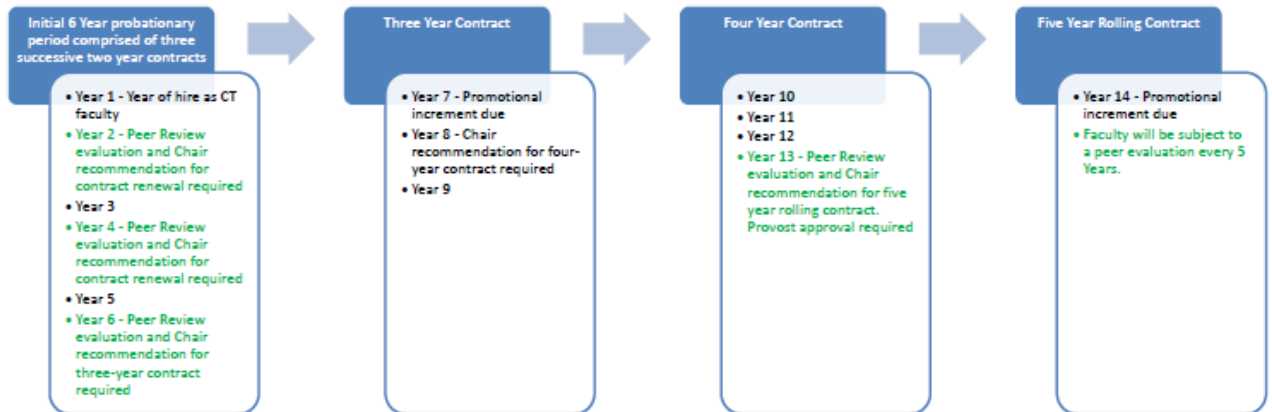 Initial 6 Year probationary
period comprised of three
successive two year contracts
• Year 1 - Year of hire as CT
faculty
• Year 2 - Peer Review
evaluation and Chair
recommendation for
contract renewal required
• Year 3
• Year 4 - Peer Review
evaluation and Chair
recommendation for
contract renewal required
• Year 5
• Year 6 - Peer Review
evaluation and Chair
recommendation for
three-year contract
required
Three Year Contract
• Year 7 - Promotional
increment due
• Year 8 - Chair
recommendation for four-
year contract required
• Year 9
Four Year Contract
• Year 10
• Year 11
• Year 12
• Year 13 - Peer Review
evaluation and Chair
recommendation for five
year rolling contract.
Provost approval required
Five Year Rolling Contract
• Year 14 - Promotional
increment due
• Faculty will be subject to
a peer evaluation every 5
Years.